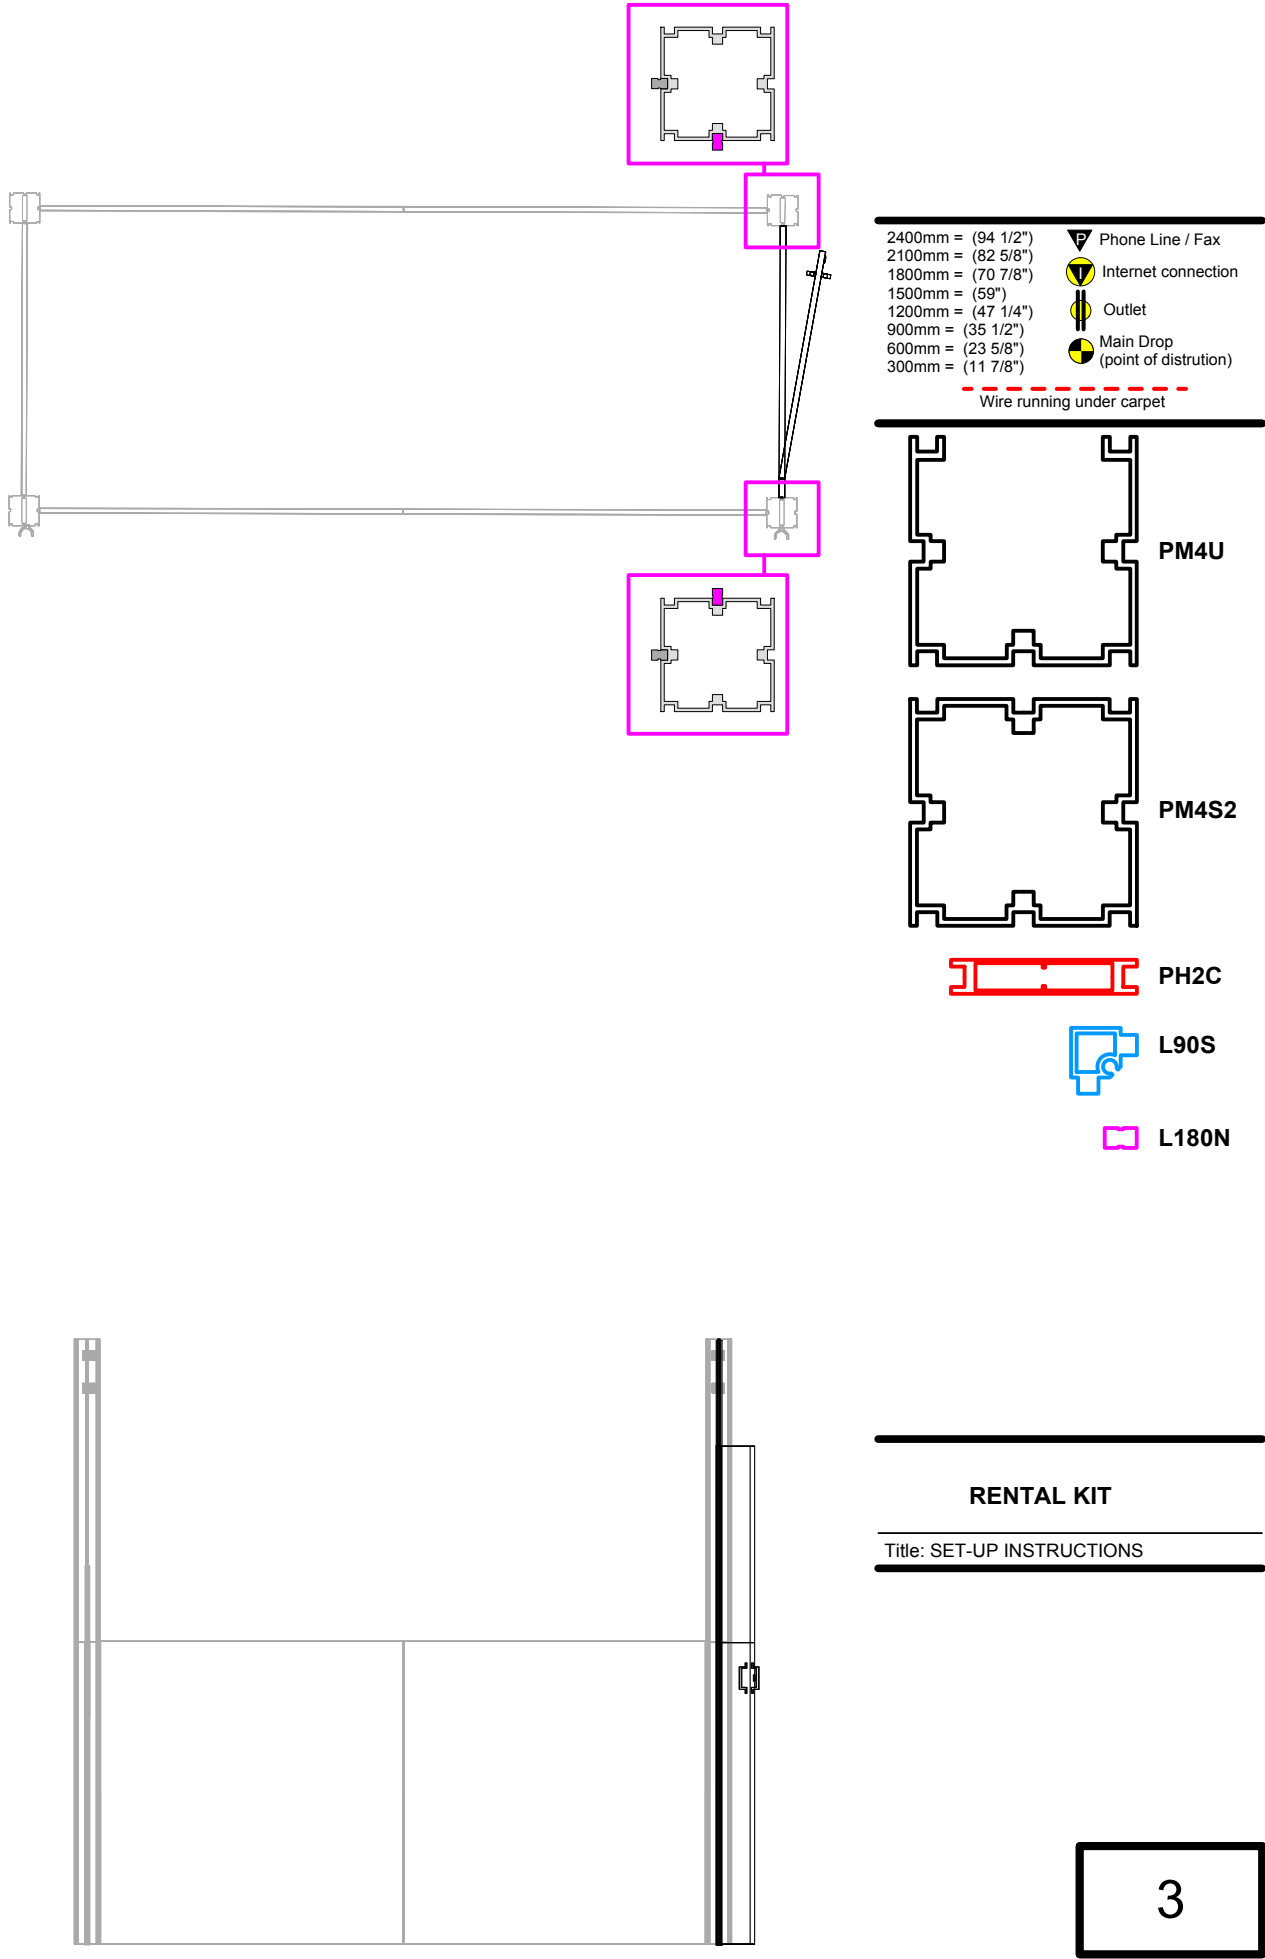 2400mm = (94 1/2")
2100mm = (82 5/8")
1800mm = (70 7/8")
1500mm = (59")
1200mm = (47 1/4")
900mm = (35 1/2")
600mm = (23 5/8")
300mm = (11 7/8")
P Phone Line / Fax
I Internet connection
Outlet
Main Drop
(point of distrution)
Wire running under carpet
PM4U
PM4S2
PH2C
L90S
L180N
RENTAL KIT
Title: SET-UP INSTRUCTIONS
3